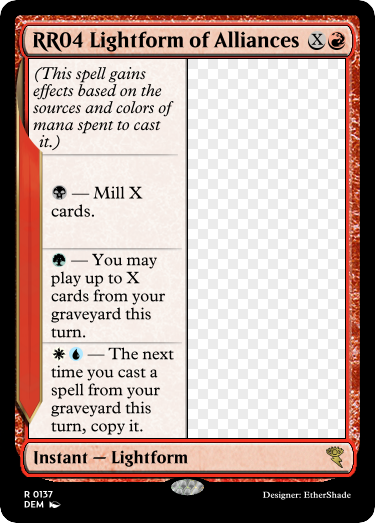 RR04 Lightform of Alliances X
(This spell gains
effects based on the
sources and colors of
mana spent to cast
it.)
— Mill X
cards.
— You may
play up to X
cards from your
graveyard this
turn.
— The next
time you cast a
spell from your
graveyard this
turn, copy it.
Instant — Lightform
R 0137
DEM
Designer: EtherShade